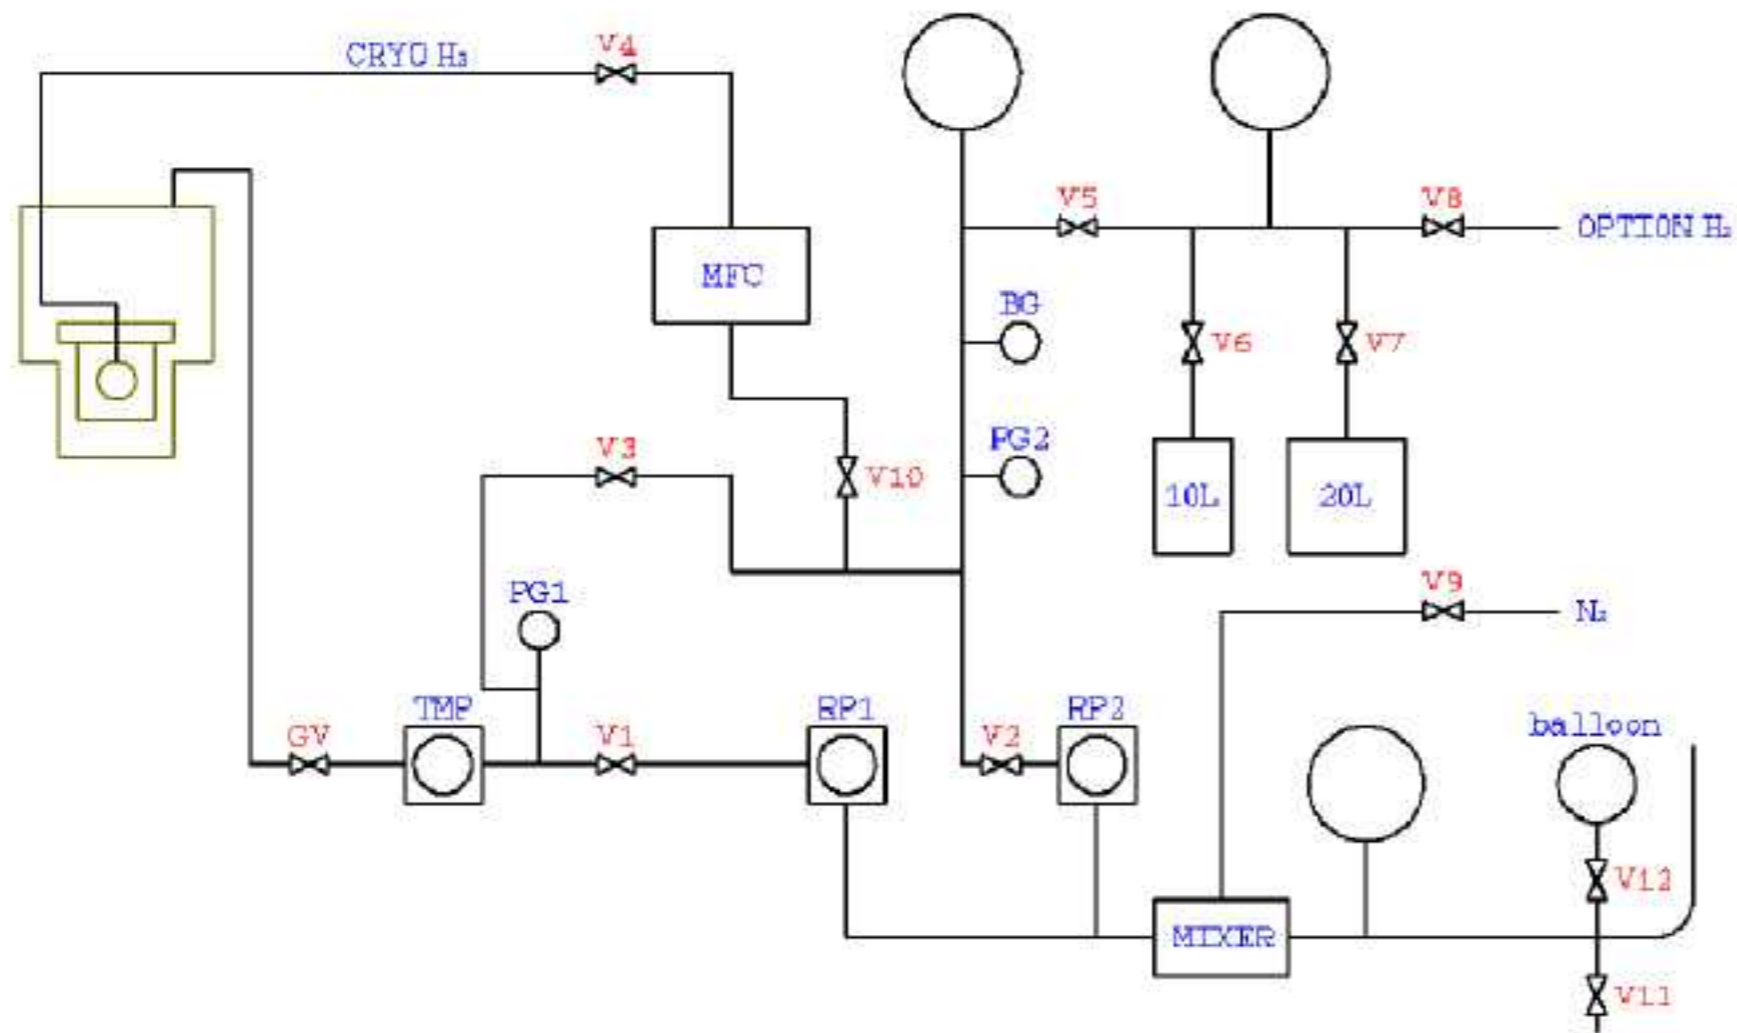 CRYO H₂
V4
V5
V8
OPTION H₂
MFC
BG
V6
V7
V3
V10
PG2
10L
20L
PG1
V9
N₂
TMP
RP1
RP2
balloon
GV
V1
V2
V12
MIXER
V11